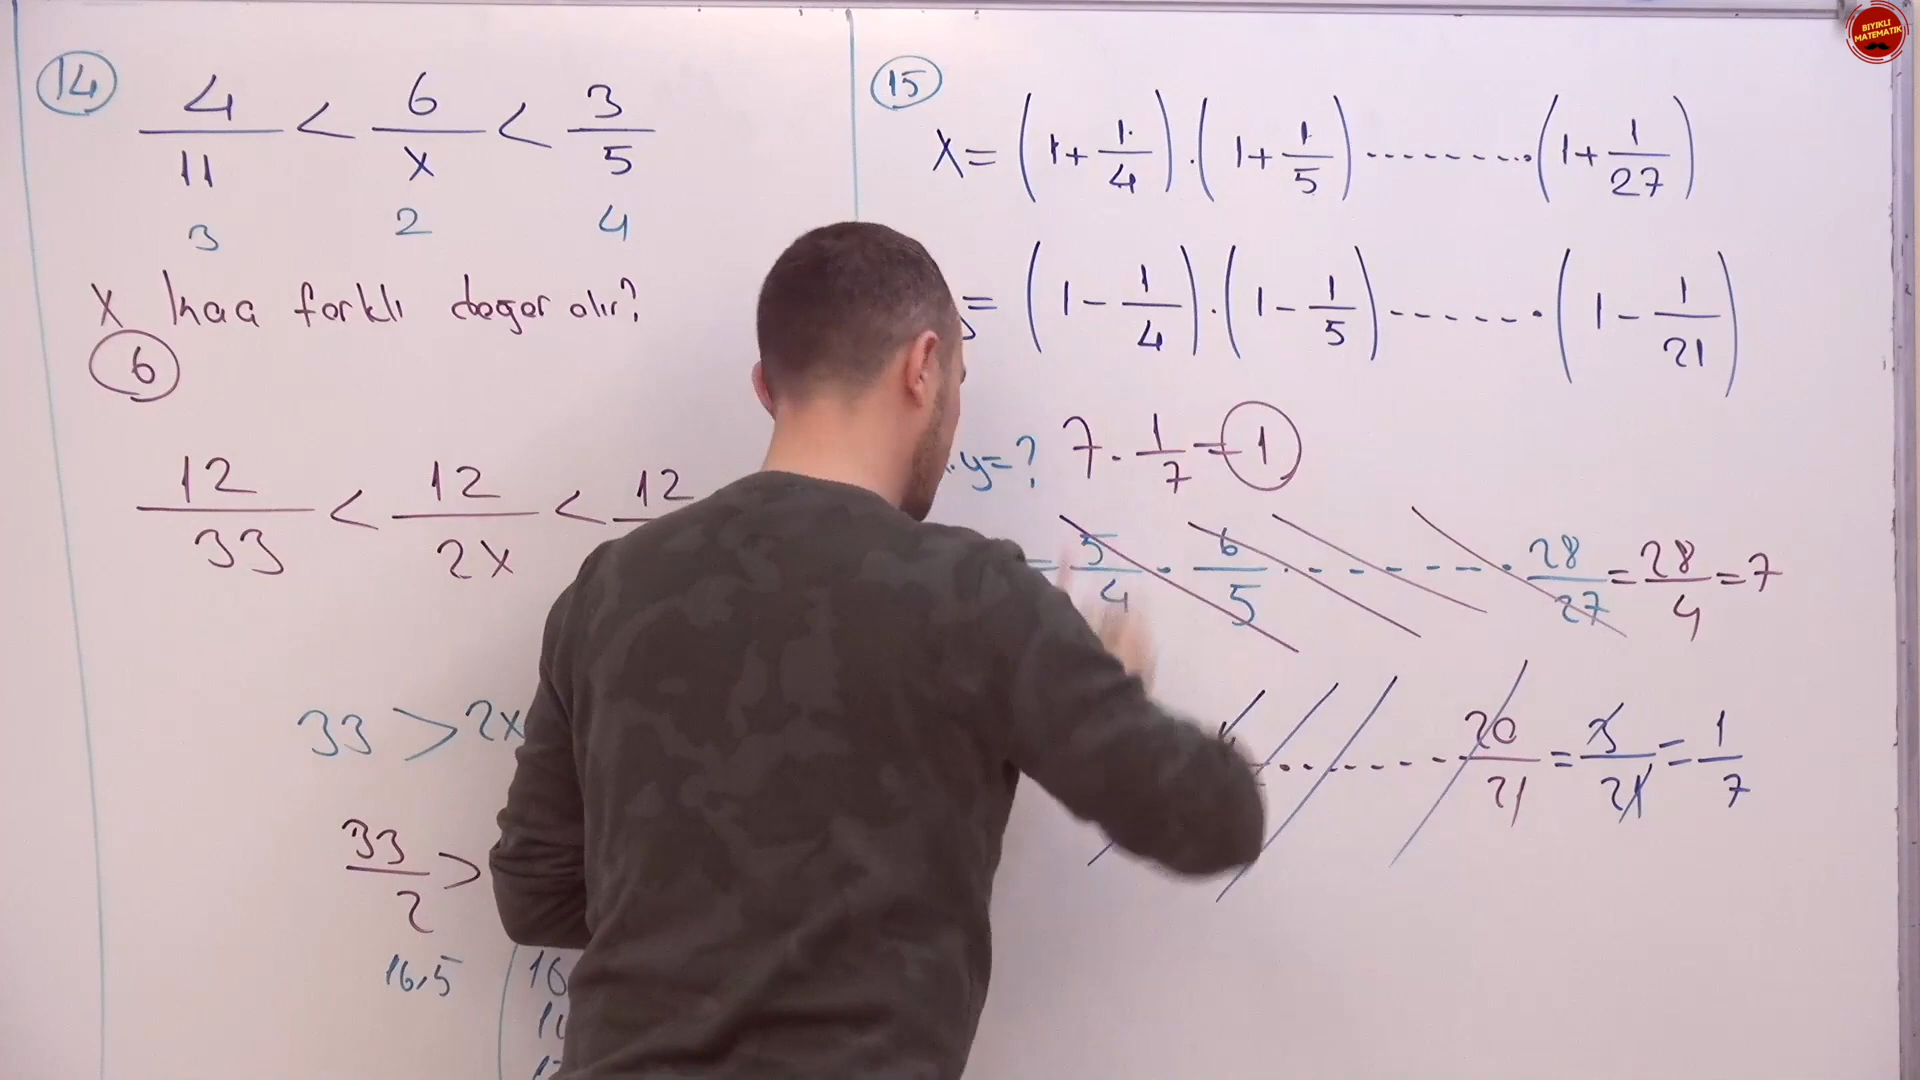 14
4/11 < 6/x < 3/5
3 2 4
x kaç farklı değer alır?
6
12/33 < 12/2x < 12
33 > 2x
33/2 >
16,5
16
15
x = (1 + 1/4) . (1 + 1/5) ......... (1 + 1/27)
= (1 - 1/4) . (1 - 1/5) ......... (1 - 1/21)
.y = ? 7 . 1/7 = 1
= 5/4 . 6/5 . - - - - - . 28/27 = 28/4 = 7
. - - - - - 20/21 = 3/21 = 1/7
BIYIKLI
MATEMATİK